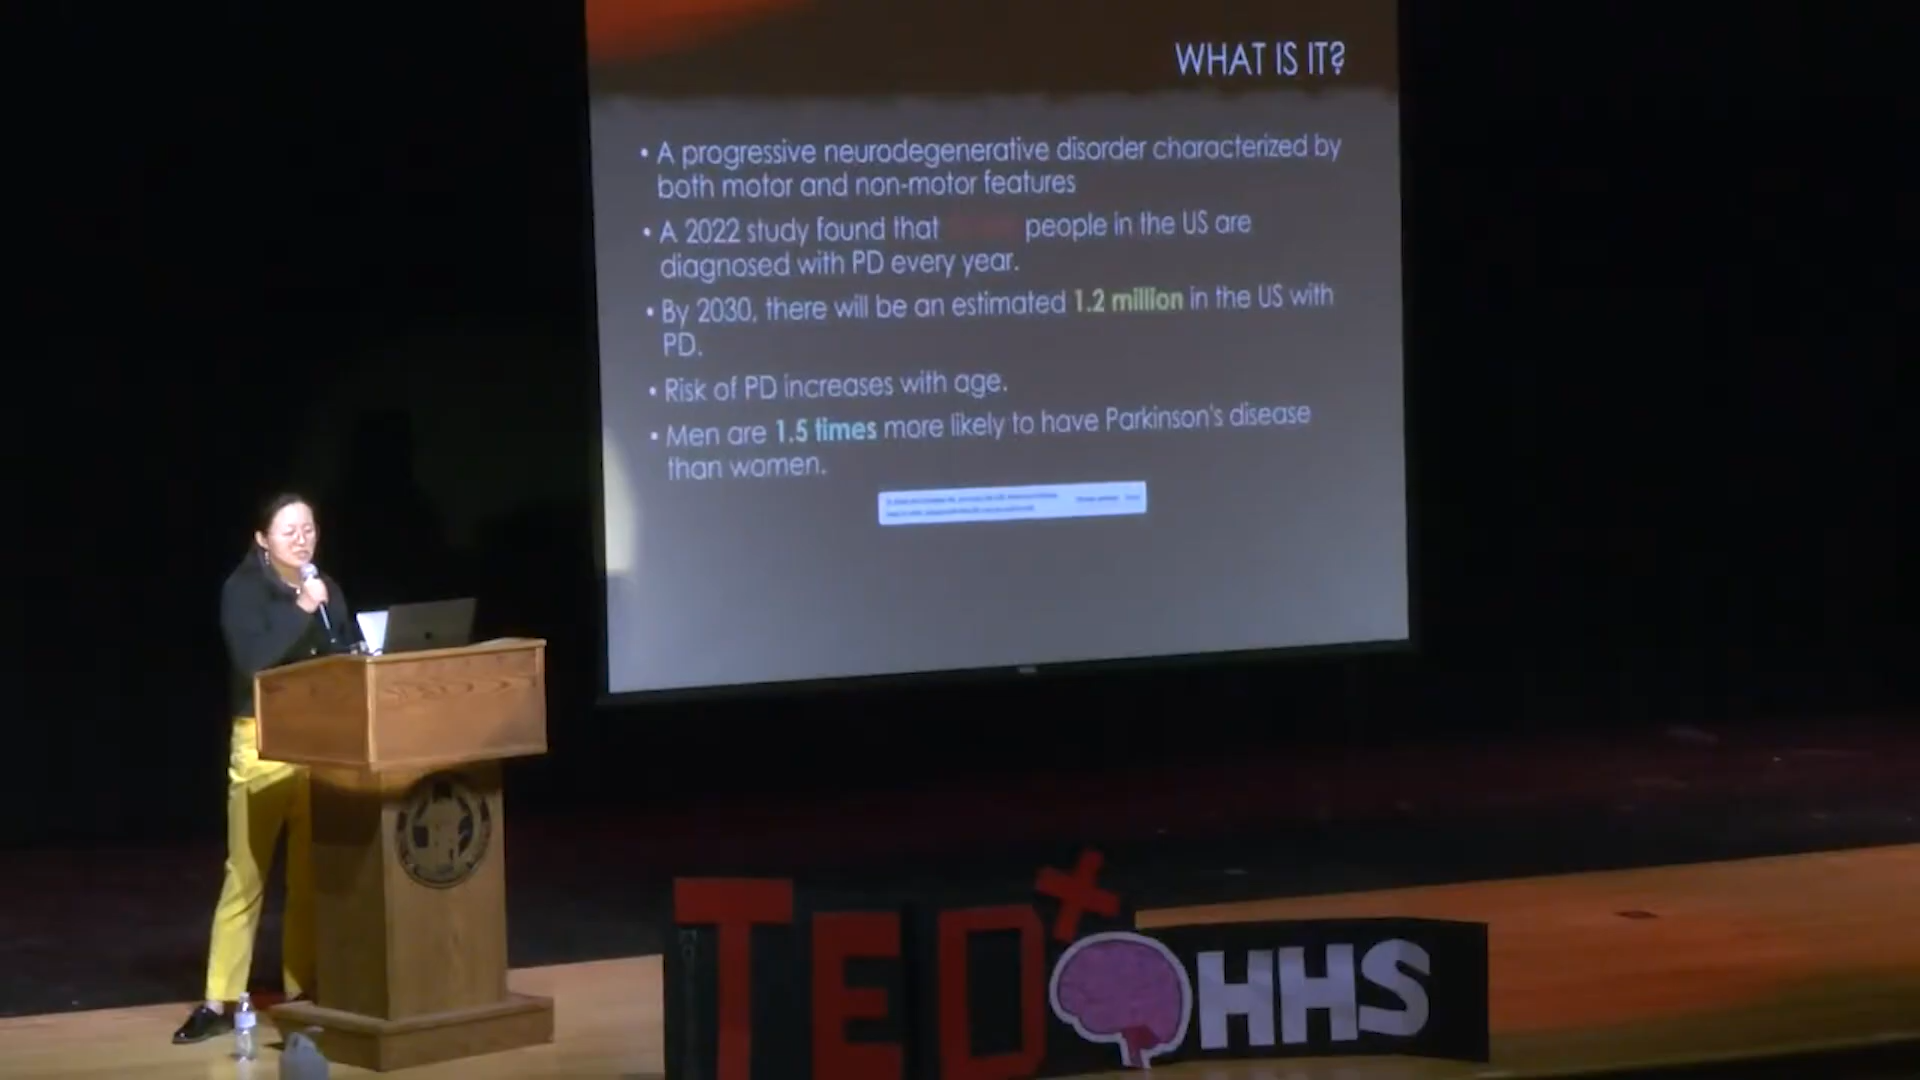 WHAT IS IT?
• A progressive neurodegenerative disorder characterized by
both motor and non-motor features
• A 2022 study found that people in the US are
diagnosed with PD every year.
• By 2030, there will be an estimated 1.2 million in the US with
PD.
• Risk of PD increases with age.
• Men are 1.5 times more likely to have Parkinson's disease
than women.
TEDx HHS